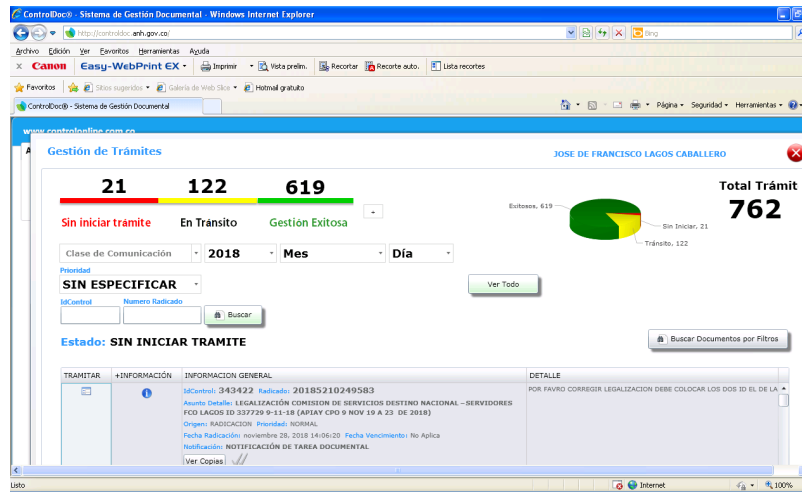 ControlDoc® - Sistema de Gestión Documental - Windows Internet Explorer
http://controldoc.anh.gov.co/
Bing
Archivo Edición Ver Favoritos Herramientas Ayuda
x Canon Easy-WebPrint EX Imprimir Vista prelim. Recortar Recorte auto. Lista recortes
Favoritos Sitios sugeridos Galería de Web Slice Hotmail gratuito
ControlDoc® - Sistema de Gestión Documental
Página Seguridad Herramientas
www.controlonline.com.co
Gestión de Trámites
JOSE DE FRANCISCO LAGOS CABALLERO
21 122 619
Total Trámit
762
Sin iniciar trámite En Tránsito Gestión Exitosa
+
Exitosos, 619
Sin Iniciar, 21
Tránsito, 122
Clase de Comunicación 2018 Mes Día
Prioridad
SIN ESPECIFICAR
Ver Todo
IdControl Numero Radicado
Buscar
Estado: SIN INICIAR TRAMITE
Buscar Documentos por Filtros
TRAMITAR +INFORMACIÓN INFORMACION GENERAL DETALLE
IdControl: 343422 Radicado: 20185210249583
POR FAVRO CORREGIR LEGALIZACION DEBE COLOCAR LOS DOS ID EL DE LA
Asunto Detalle: LEGALIZACIÓN COMISION DE SERVICIOS DESTINO NACIONAL –SERVIDORES
FCO LAGOS ID 337729 9-11-18 (APIAY CPO 9 NOV 19 A 23 DE 2018)
Origen: RADICACION Prioridad: NORMAL
Fecha Radicación: noviembre 28, 2018 14:06:20 Fecha Vencimiento: No Aplica
Notificación: NOTIFICACIÓN DE TAREA DOCUMENTAL
Ver Copias
Listo
Internet
100%